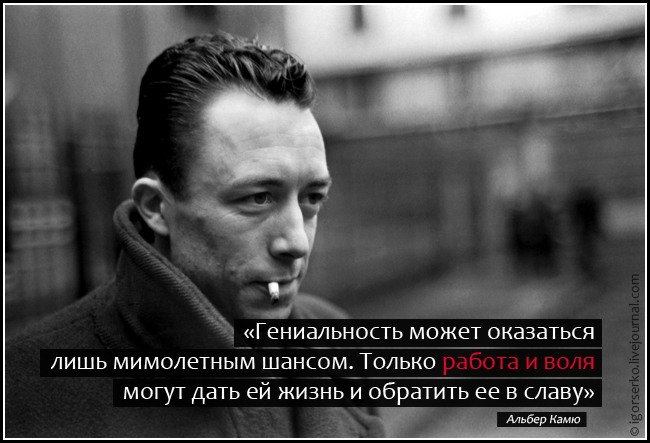 «Гениальность может оказаться
лишь мимолетным шансом. Только работа и воля
могут дать ей жизнь и обратить ее в славу»
Альбер Камю
© igorserko.livejournal.com